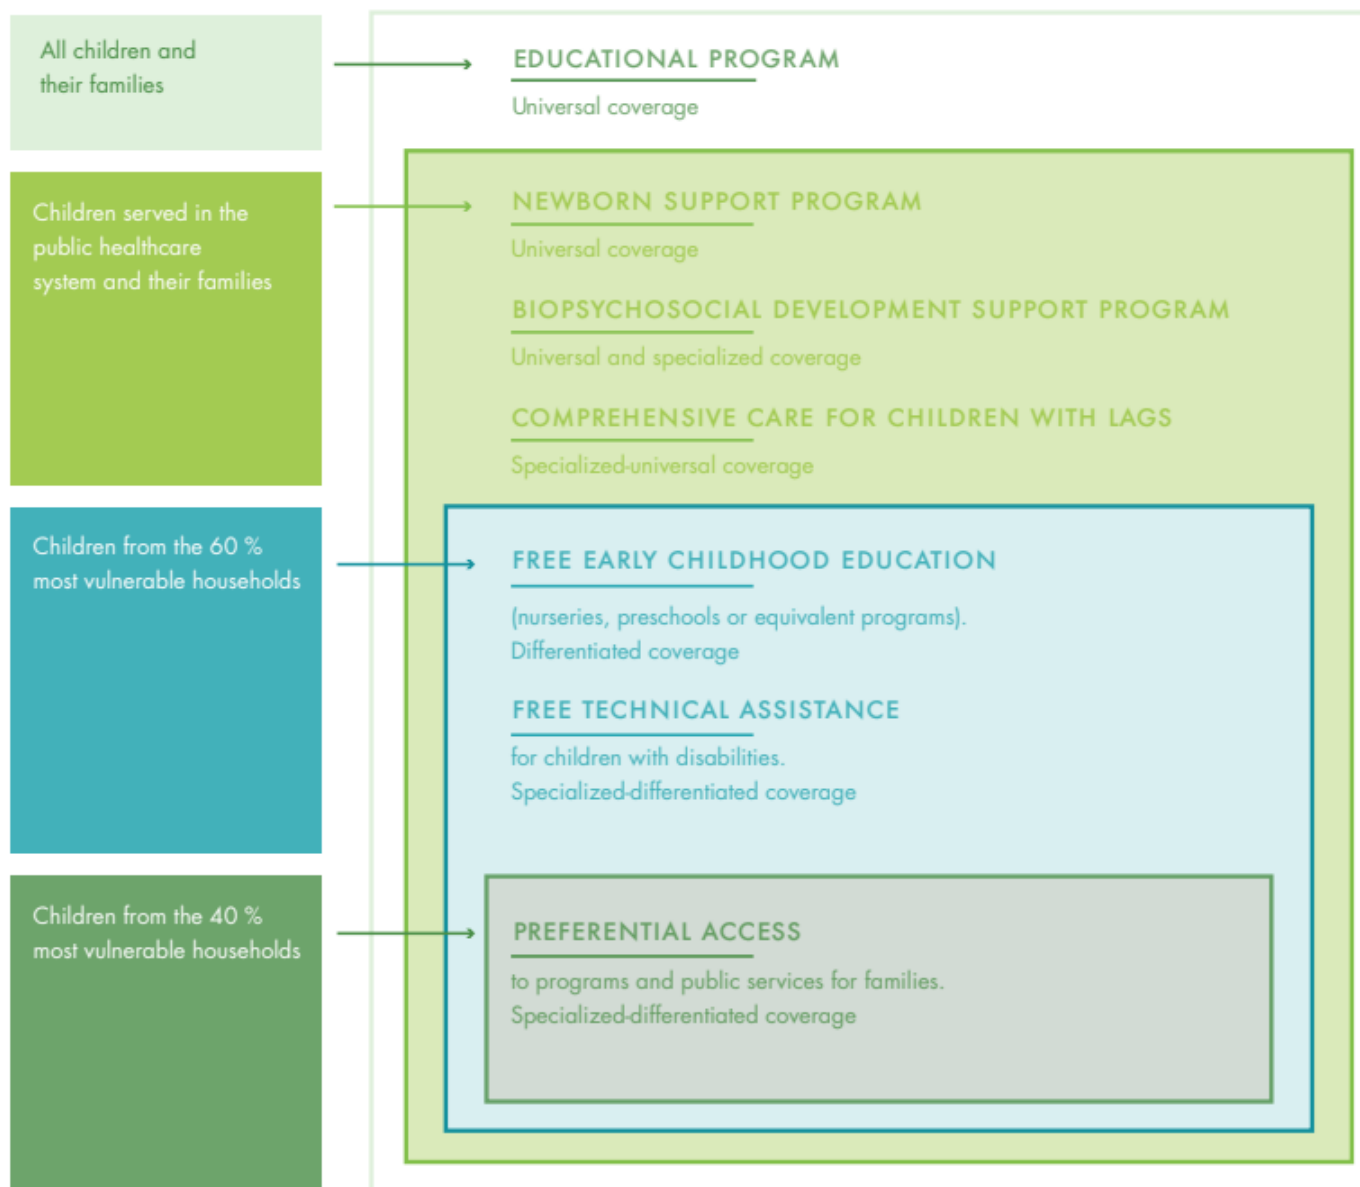 All children and
their families
EDUCATIONAL PROGRAM
Universal coverage
Children served in the
public healthcare
system and their families
NEWBORN SUPPORT PROGRAM
Universal coverage
BIOPSYCHOSOCIAL DEVELOPMENT SUPPORT PROGRAM
Universal and specialized coverage
COMPREHENSIVE CARE FOR CHILDREN WITH LAGS
Specialized-universal coverage
Children from the 60 %
most vulnerable households
FREE EARLY CHILDHOOD EDUCATION
(nurseries, preschools or equivalent programs).
Differentiated coverage
FREE TECHNICAL ASSISTANCE
for children with disabilities.
Specialized-differentiated coverage
Children from the 40 %
most vulnerable households
PREFERENTIAL ACCESS
to programs and public services for families.
Specialized-differentiated coverage